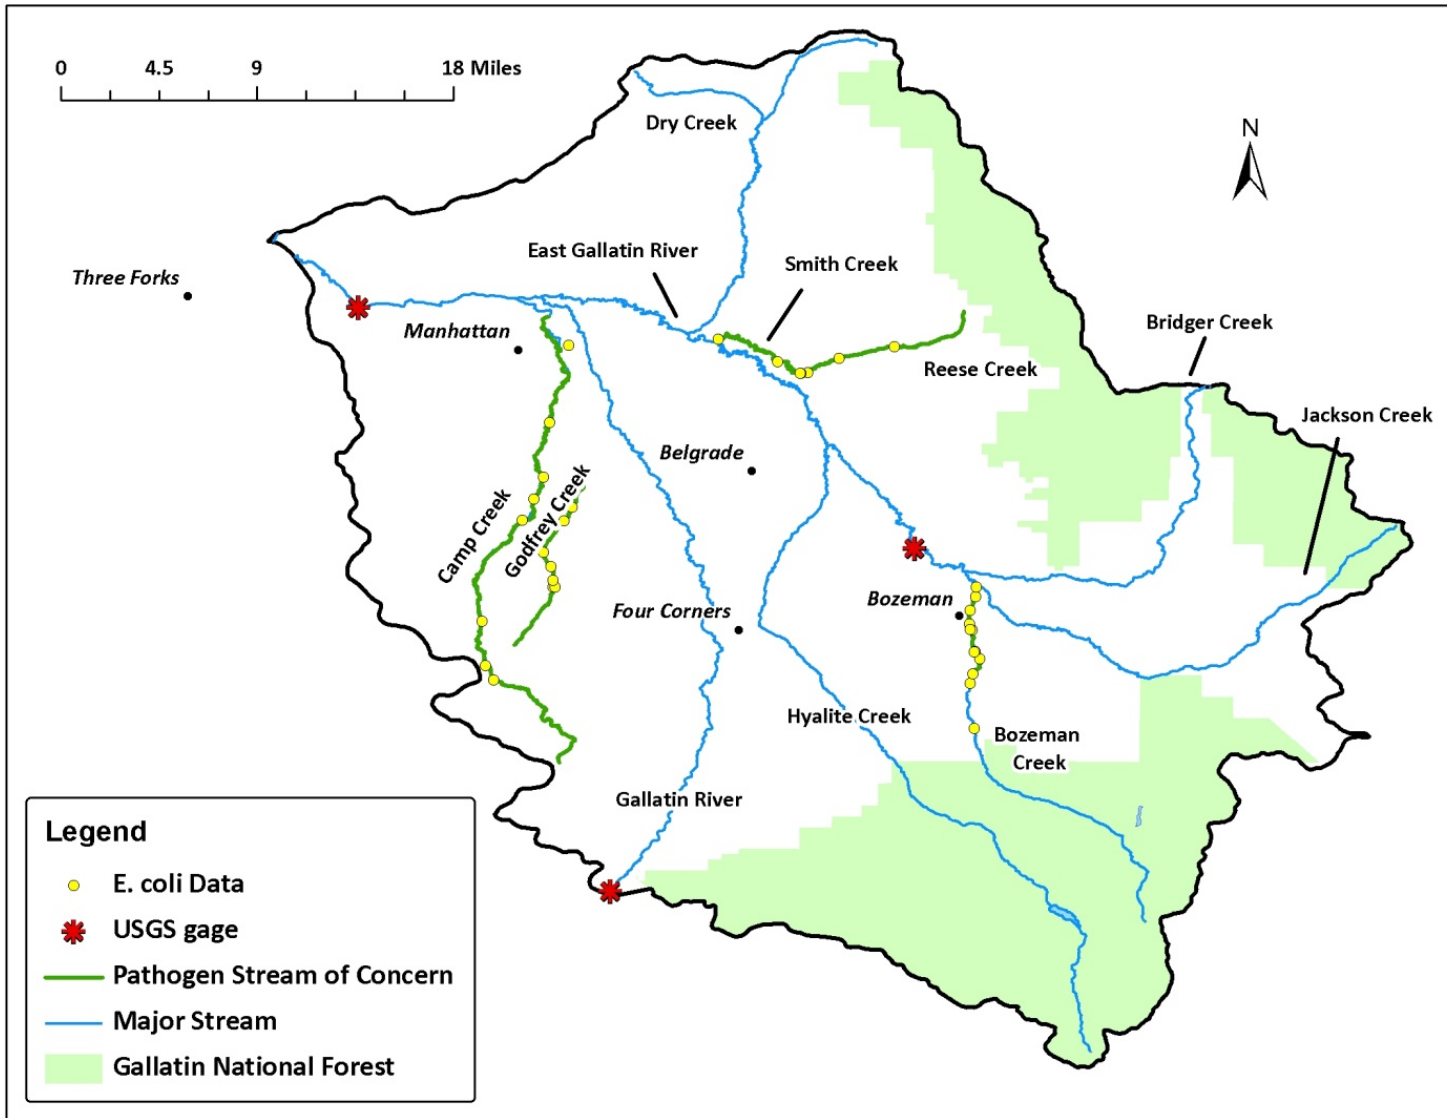 0 4.5 9 18 Miles
N
Dry Creek
East Gallatin River
Smith Creek
Three Forks
Manhattan
Bridger Creek
Reese Creek
Jackson Creek
Belgrade
Camp Creek
Godfrey Creek
Four Corners
Bozeman
Hyalite Creek
Bozeman
Creek
Gallatin River
Legend
E. coli Data
USGS gage
Pathogen Stream of Concern
Major Stream
Gallatin National Forest